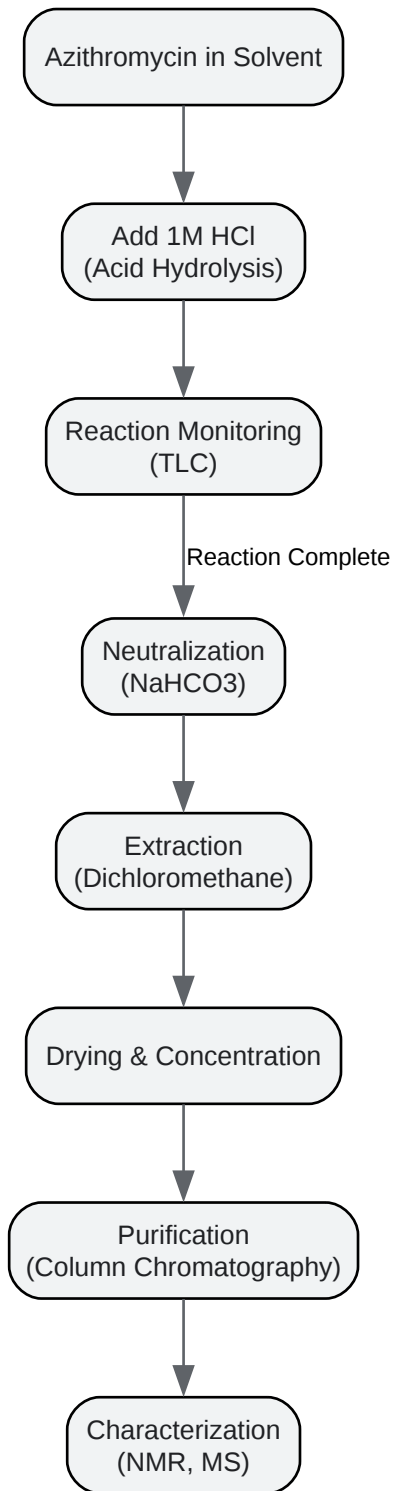 Azithromycin in Solvent
Add 1M HCl
(Acid Hydrolysis)
Reaction Monitoring
(TLC)
Reaction Complete
Neutralization
(NaHCO3)
Extraction
(Dichloromethane)
Drying & Concentration
Purification
(Column Chromatography)
Characterization
(NMR, MS)